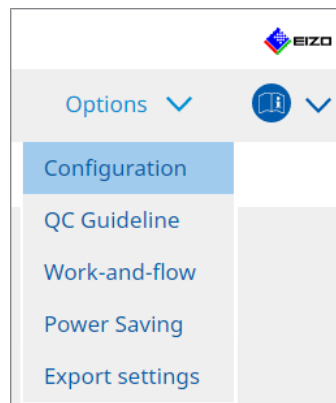 EIZO
Options
Configuration
QC Guideline
Work-and-flow
Power Saving
Export settings